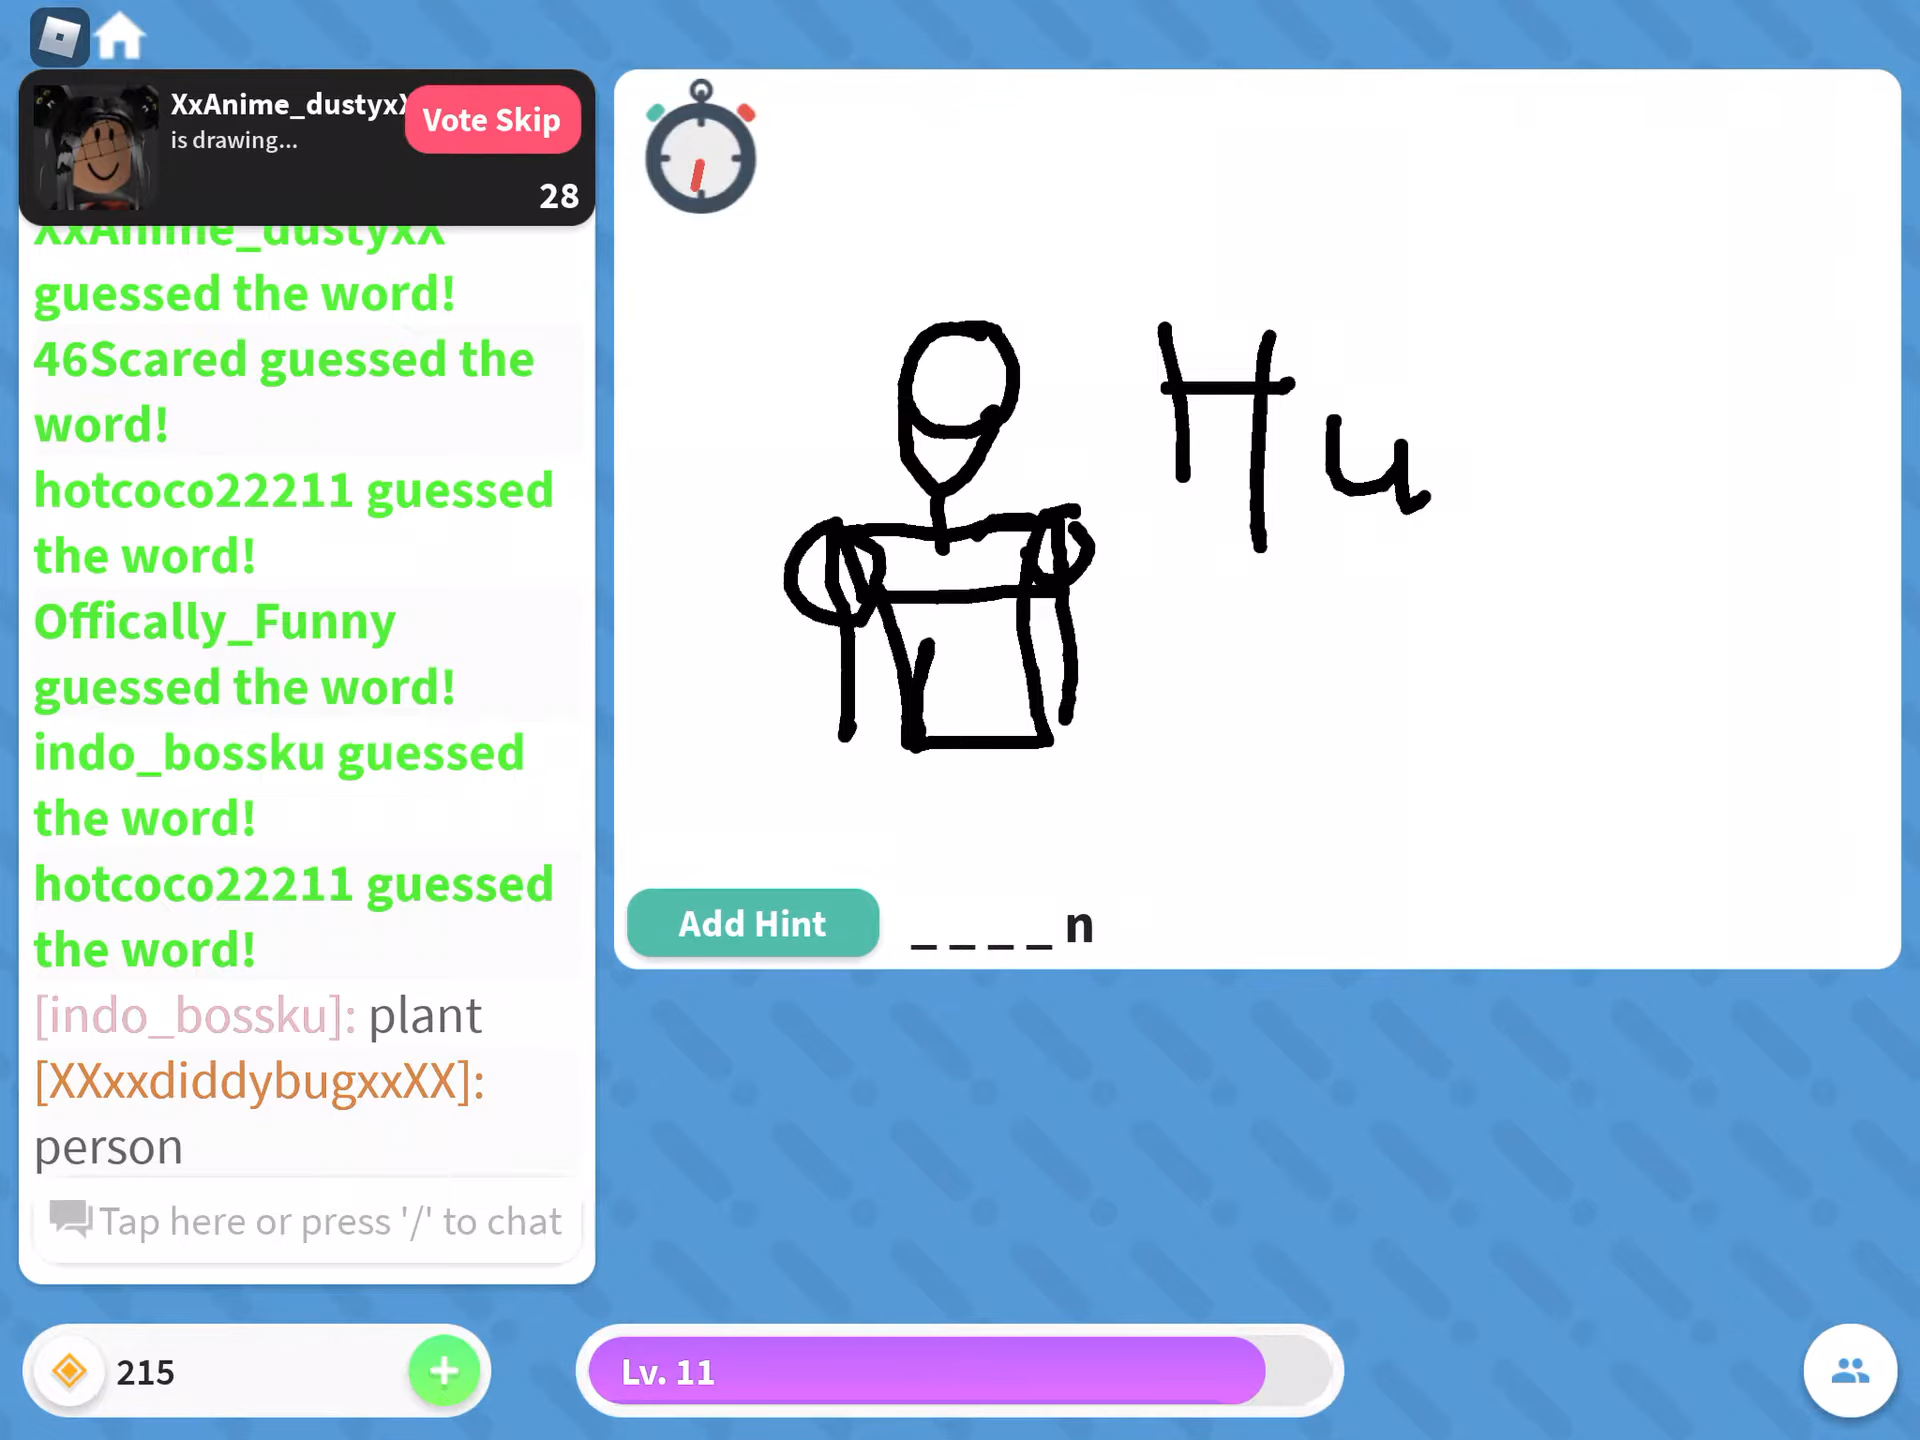 XxAnime_dustyxX
is drawing...
Vote Skip
28
XxAnime_dustyxX
guessed the word!
46Scared guessed the
word!
hotcoco22211 guessed
the word!
Offically_Funny
guessed the word!
indo_bossku guessed
the word!
hotcoco22211 guessed
the word!
[indo_bossku]: plant
[XXxxdiddybugxxXX]:
person
Tap here or press '/' to chat
Hu
Add Hint
_ _ _ _ n
215
Lv. 11